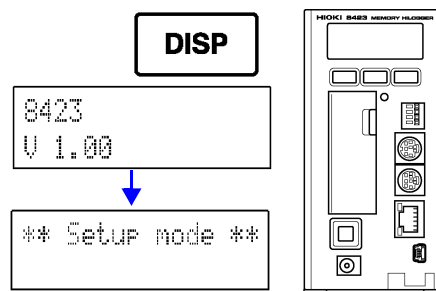 DISP
8423
V 1.00
** Setup mode **
HIOKI 8423 MEMORY HiLOGGER